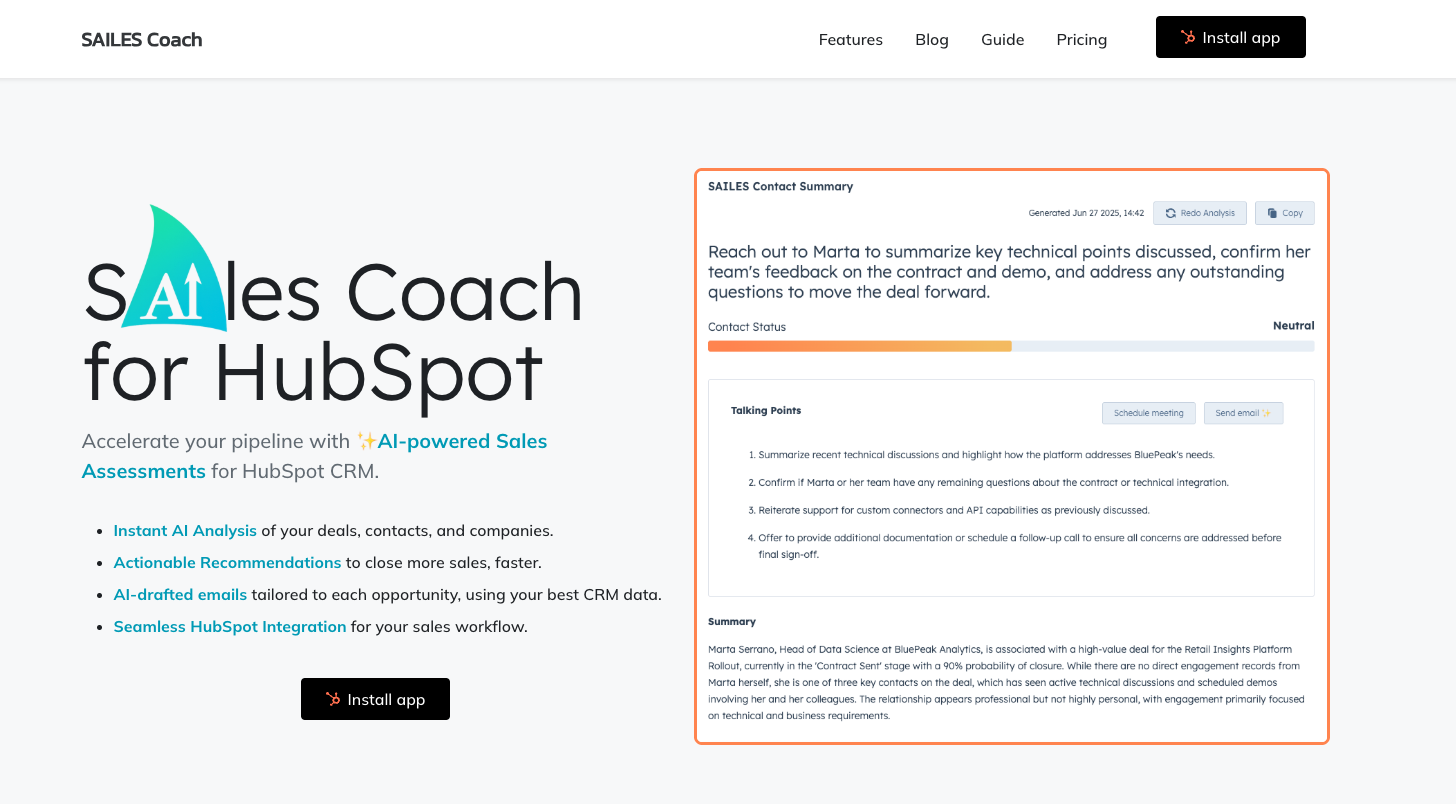 SAILES Coach
Features
Blog
Guide
Pricing
Install app
SAIles Coach
for HubSpot
Accelerate your pipeline with ✨AI-powered Sales
Assessments for HubSpot CRM.
• Instant AI Analysis of your deals, contacts, and companies.
• Actionable Recommendations to close more sales, faster.
• AI-drafted emails tailored to each opportunity, using your best CRM data.
• Seamless HubSpot Integration for your sales workflow.
Install app
SAILES Contact Summary
Generated Jun 27 2025, 14:42
Redo Analysis
Copy
Reach out to Marta to summarize key technical points discussed, confirm her
team's feedback on the contract and demo, and address any outstanding
questions to move the deal forward.
Contact Status
Neutral
Talking Points
Schedule meeting
Send email ✨
1. Summarize recent technical discussions and highlight how the platform addresses BluePeak's needs.
2. Confirm if Marta or her team have any remaining questions about the contract or technical integration.
3. Reiterate support for custom connectors and API capabilities as previously discussed.
4. Offer to provide additional documentation or schedule a follow-up call to ensure all concerns are addressed before
final sign-off.
Summary
Marta Serrano, Head of Data Science at BluePeak Analytics, is associated with a high-value deal for the Retail Insights Platform
Rollout, currently in the 'Contract Sent' stage with a 90% probability of closure. While there are no direct engagement records from
Marta herself, she is one of three key contacts on the deal, which has seen active technical discussions and scheduled demos
involving her and her colleagues. The relationship appears professional but not highly personal, with engagement primarily focused
on technical and business requirements.